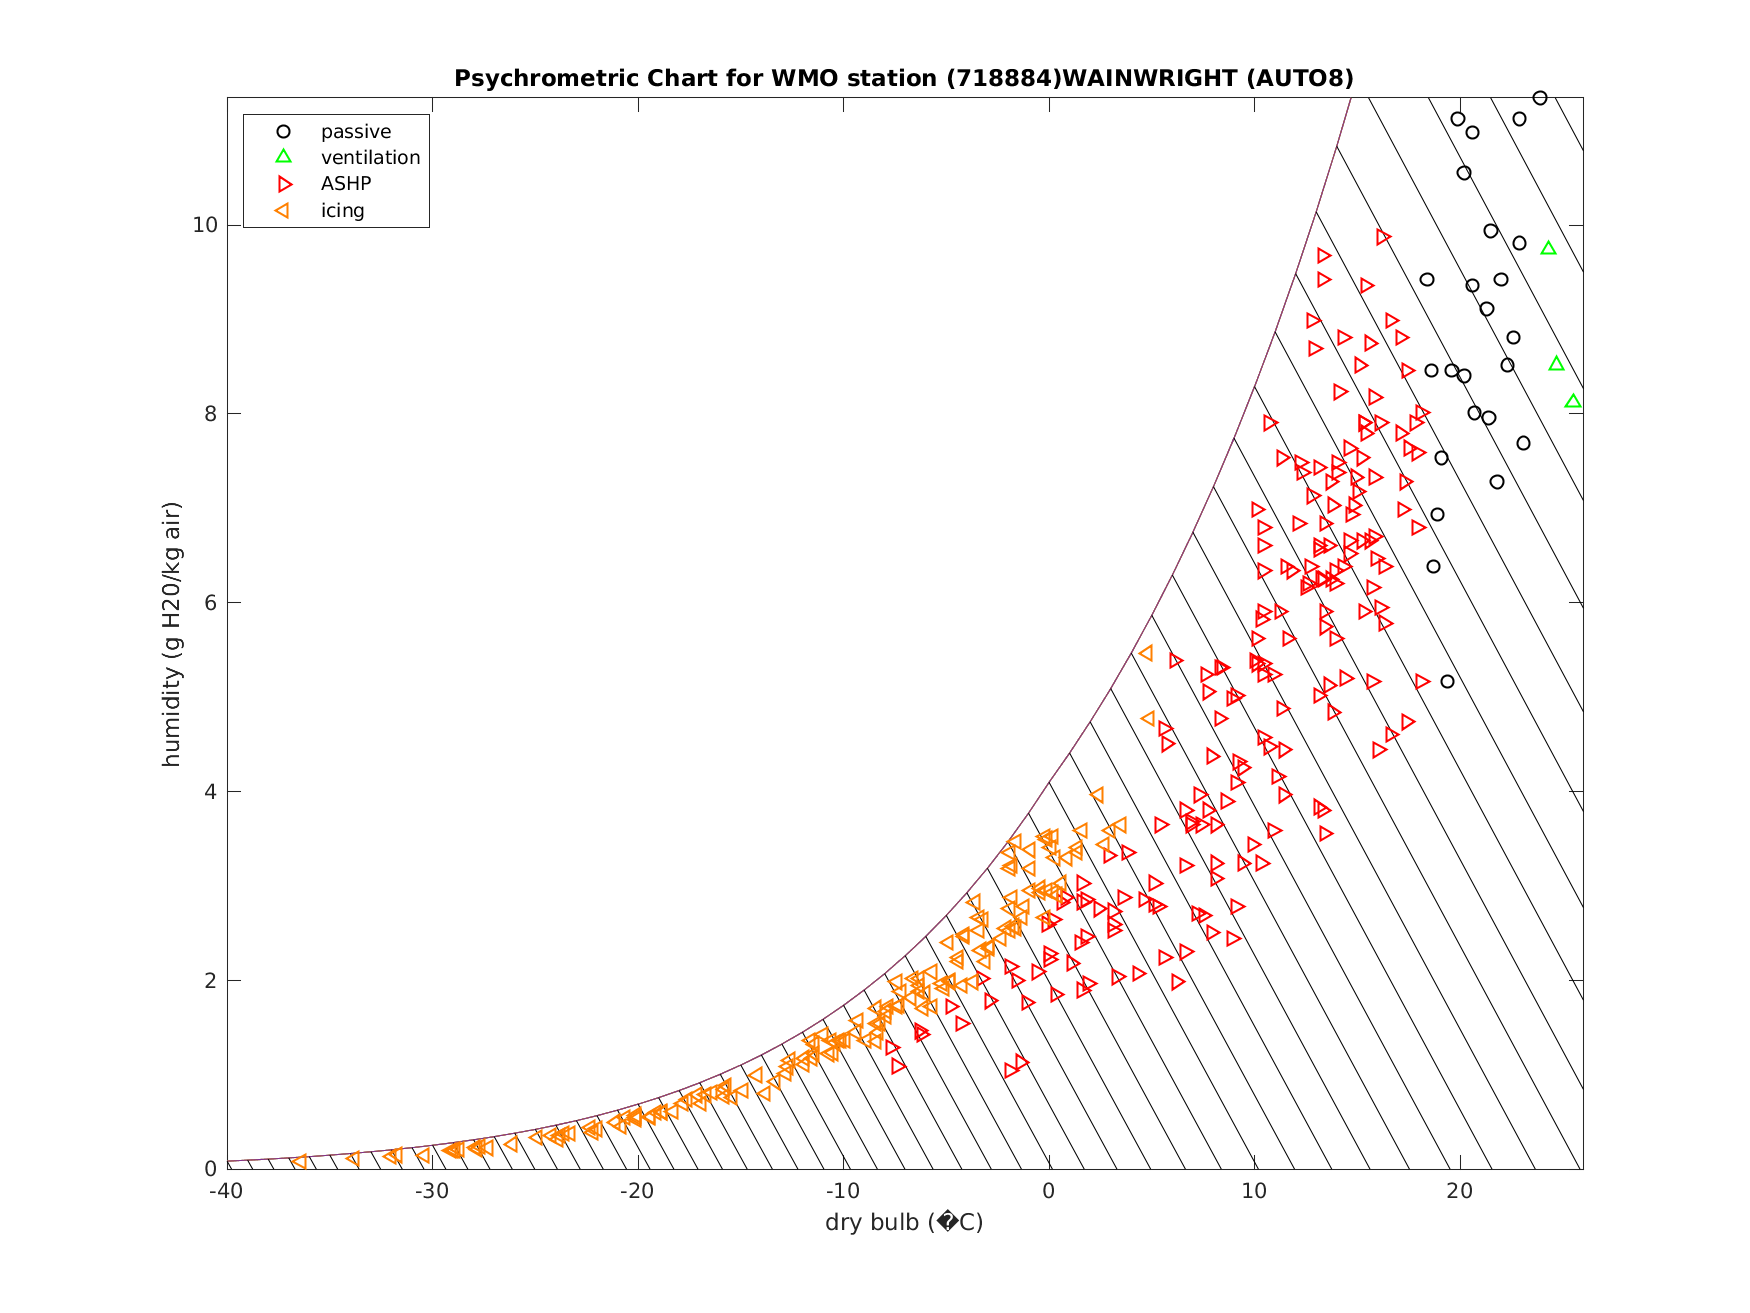 Psychrometric Chart for WMO station (718884)WAINWRIGHT (AUTO8)
passive
ventilation
ASHP
icing
humidity (g H20/kg air)
10
8
6
4
2
0
-40 -30 -20 -10 0 10 20
dry bulb (�C)